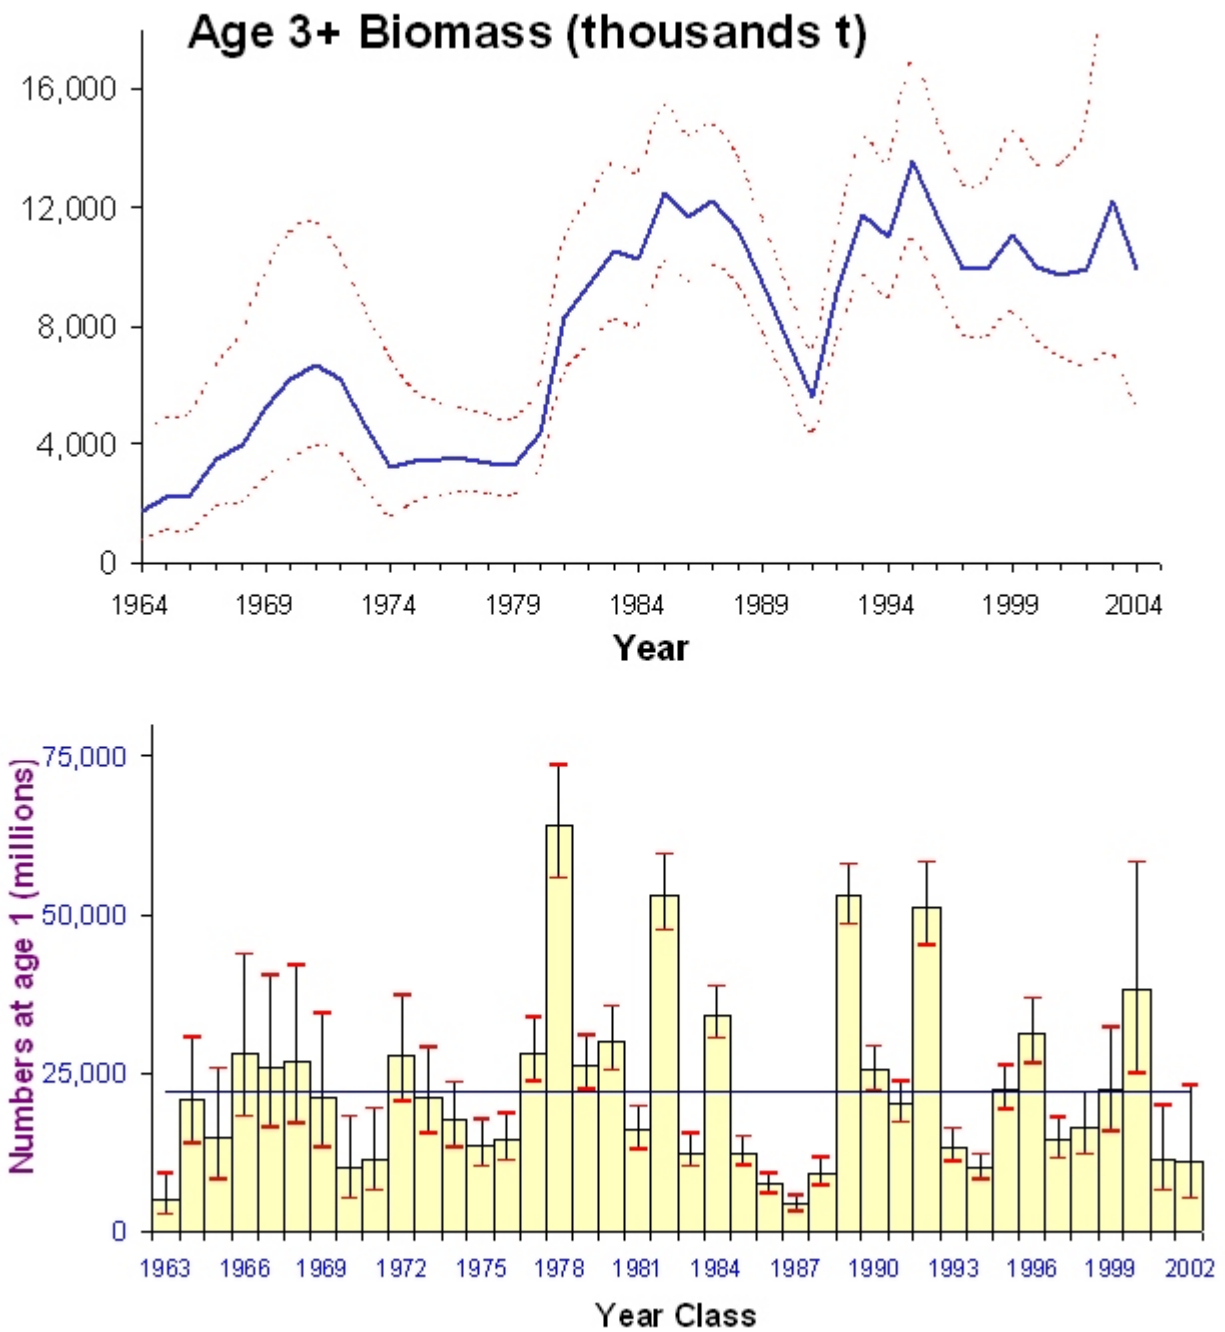 Age 3+ Biomass (thousands t)
16,000
12,000
8,000
4,000
0
1964 1969 1974 1979 1984 1989 1994 1999 2004
Year
Numbers at age 1 (millions)
75,000
50,000
25,000
0
1963 1966 1969 1972 1975 1978 1981 1984 1987 1990 1993 1996 1999 2002
Year Class